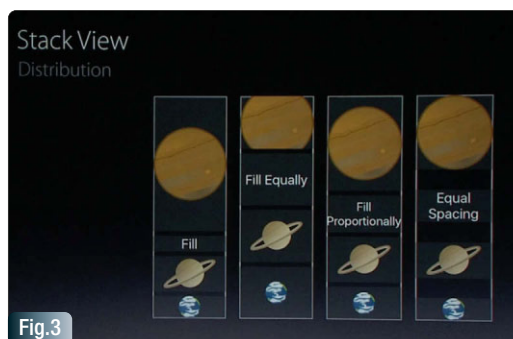 Stack View
Distribution
Fill
Fill Equally
Fill
Proportionally
Equal
Spacing
Fig.3